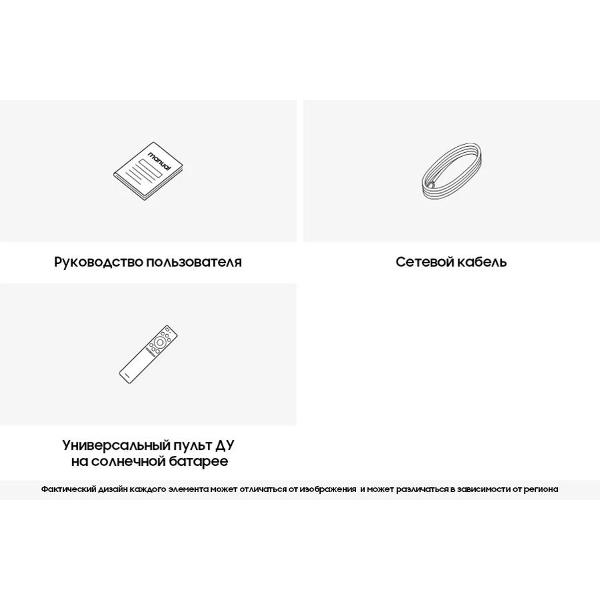 manual
Руководство пользователя
Сетевой кабель
Универсальный пульт ДУ
на солнечной батарее
Фактический дизайн каждого элемента может отличаться от изображения и может различаться в зависимости от региона